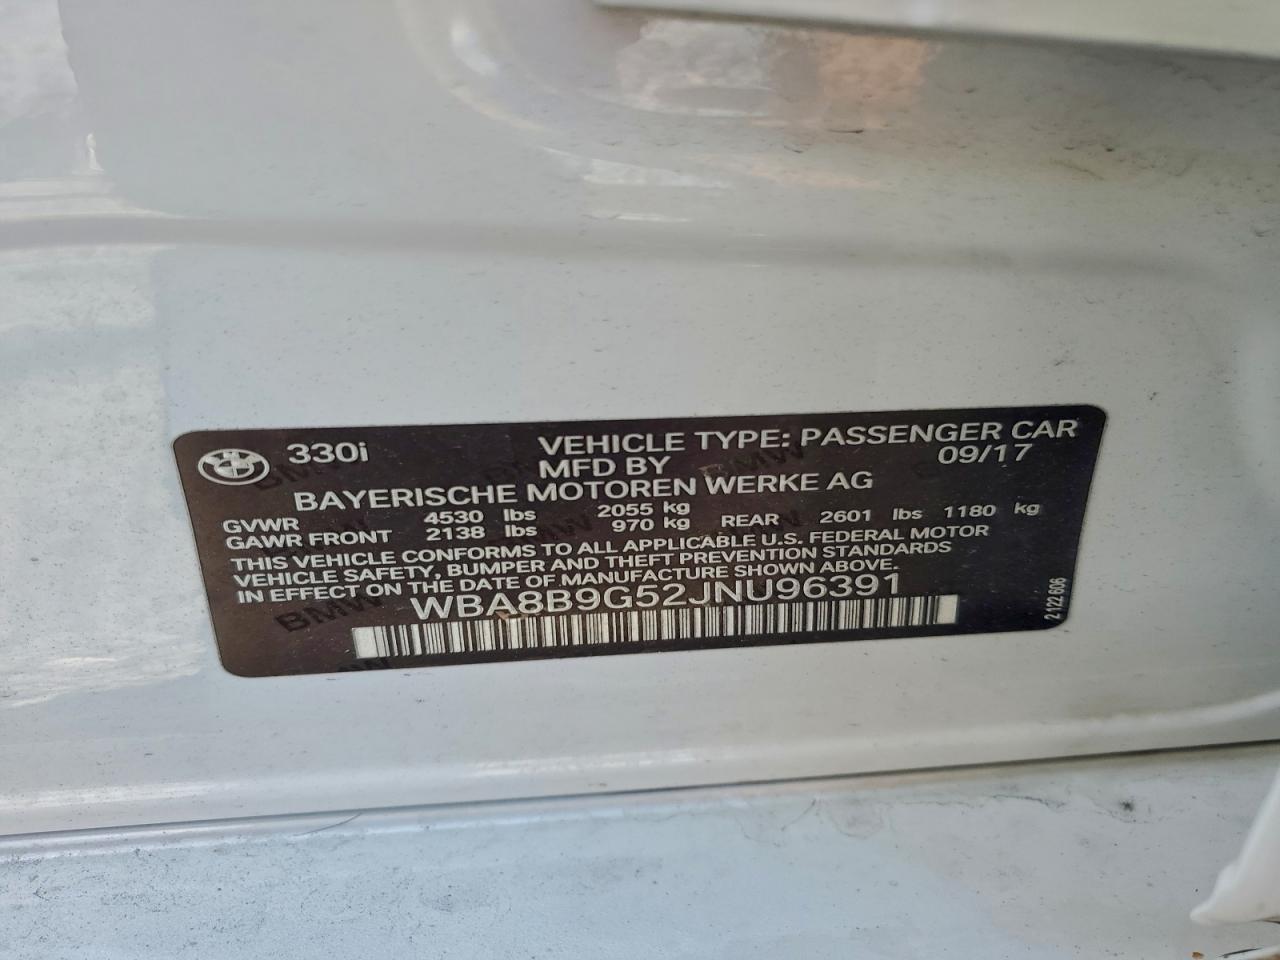 330i VEHICLE TYPE: PASSENGER CAR
MFD BY 09/17
BAYERISCHE MOTOREN WERKE AG
GVWR 4530 lbs 2055 kg
GAWR FRONT 2138 lbs 970 kg REAR 2601 lbs 1180 kg
THIS VEHICLE CONFORMS TO ALL APPLICABLE U.S. FEDERAL MOTOR
VEHICLE SAFETY, BUMPER AND THEFT PREVENTION STANDARDS
IN EFFECT ON THE DATE OF MANUFACTURE SHOWN ABOVE.
WBA8B9G52JNU96391
2 122 606